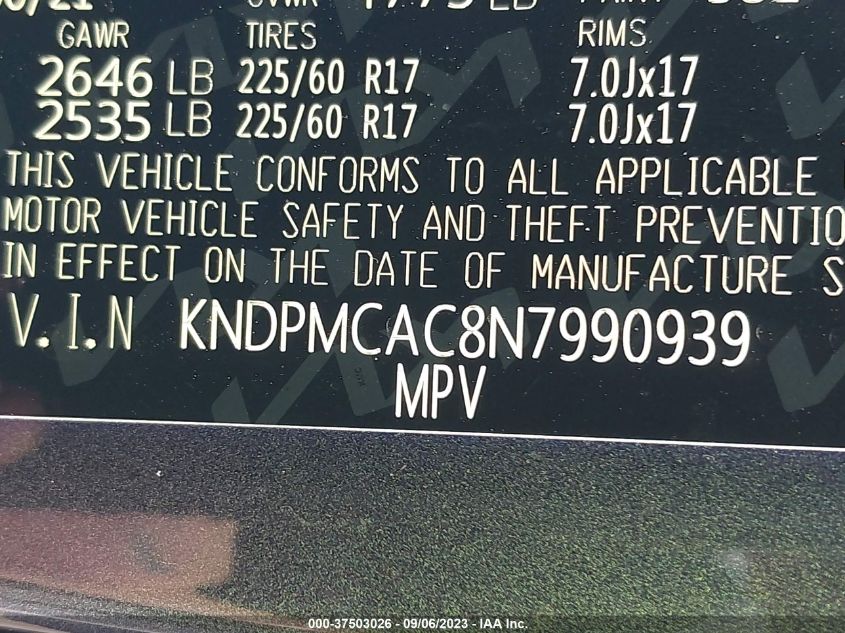 GAWR TIRES RIMS
2646 LB 225/60 R17 7.0Jx17
2535 LB 225/60 R17 7.0Jx17
THIS VEHICLE CONFORMS TO ALL APPLICABLE
MOTOR VEHICLE SAFETY AND THEFT PREVENTIO
IN EFFECT ON THE DATE OF MANUFACTURE S
V.I.N KNDPMCAC8N7990939
MPV
000-37503026 - 09/06/2023 - IAA Inc.